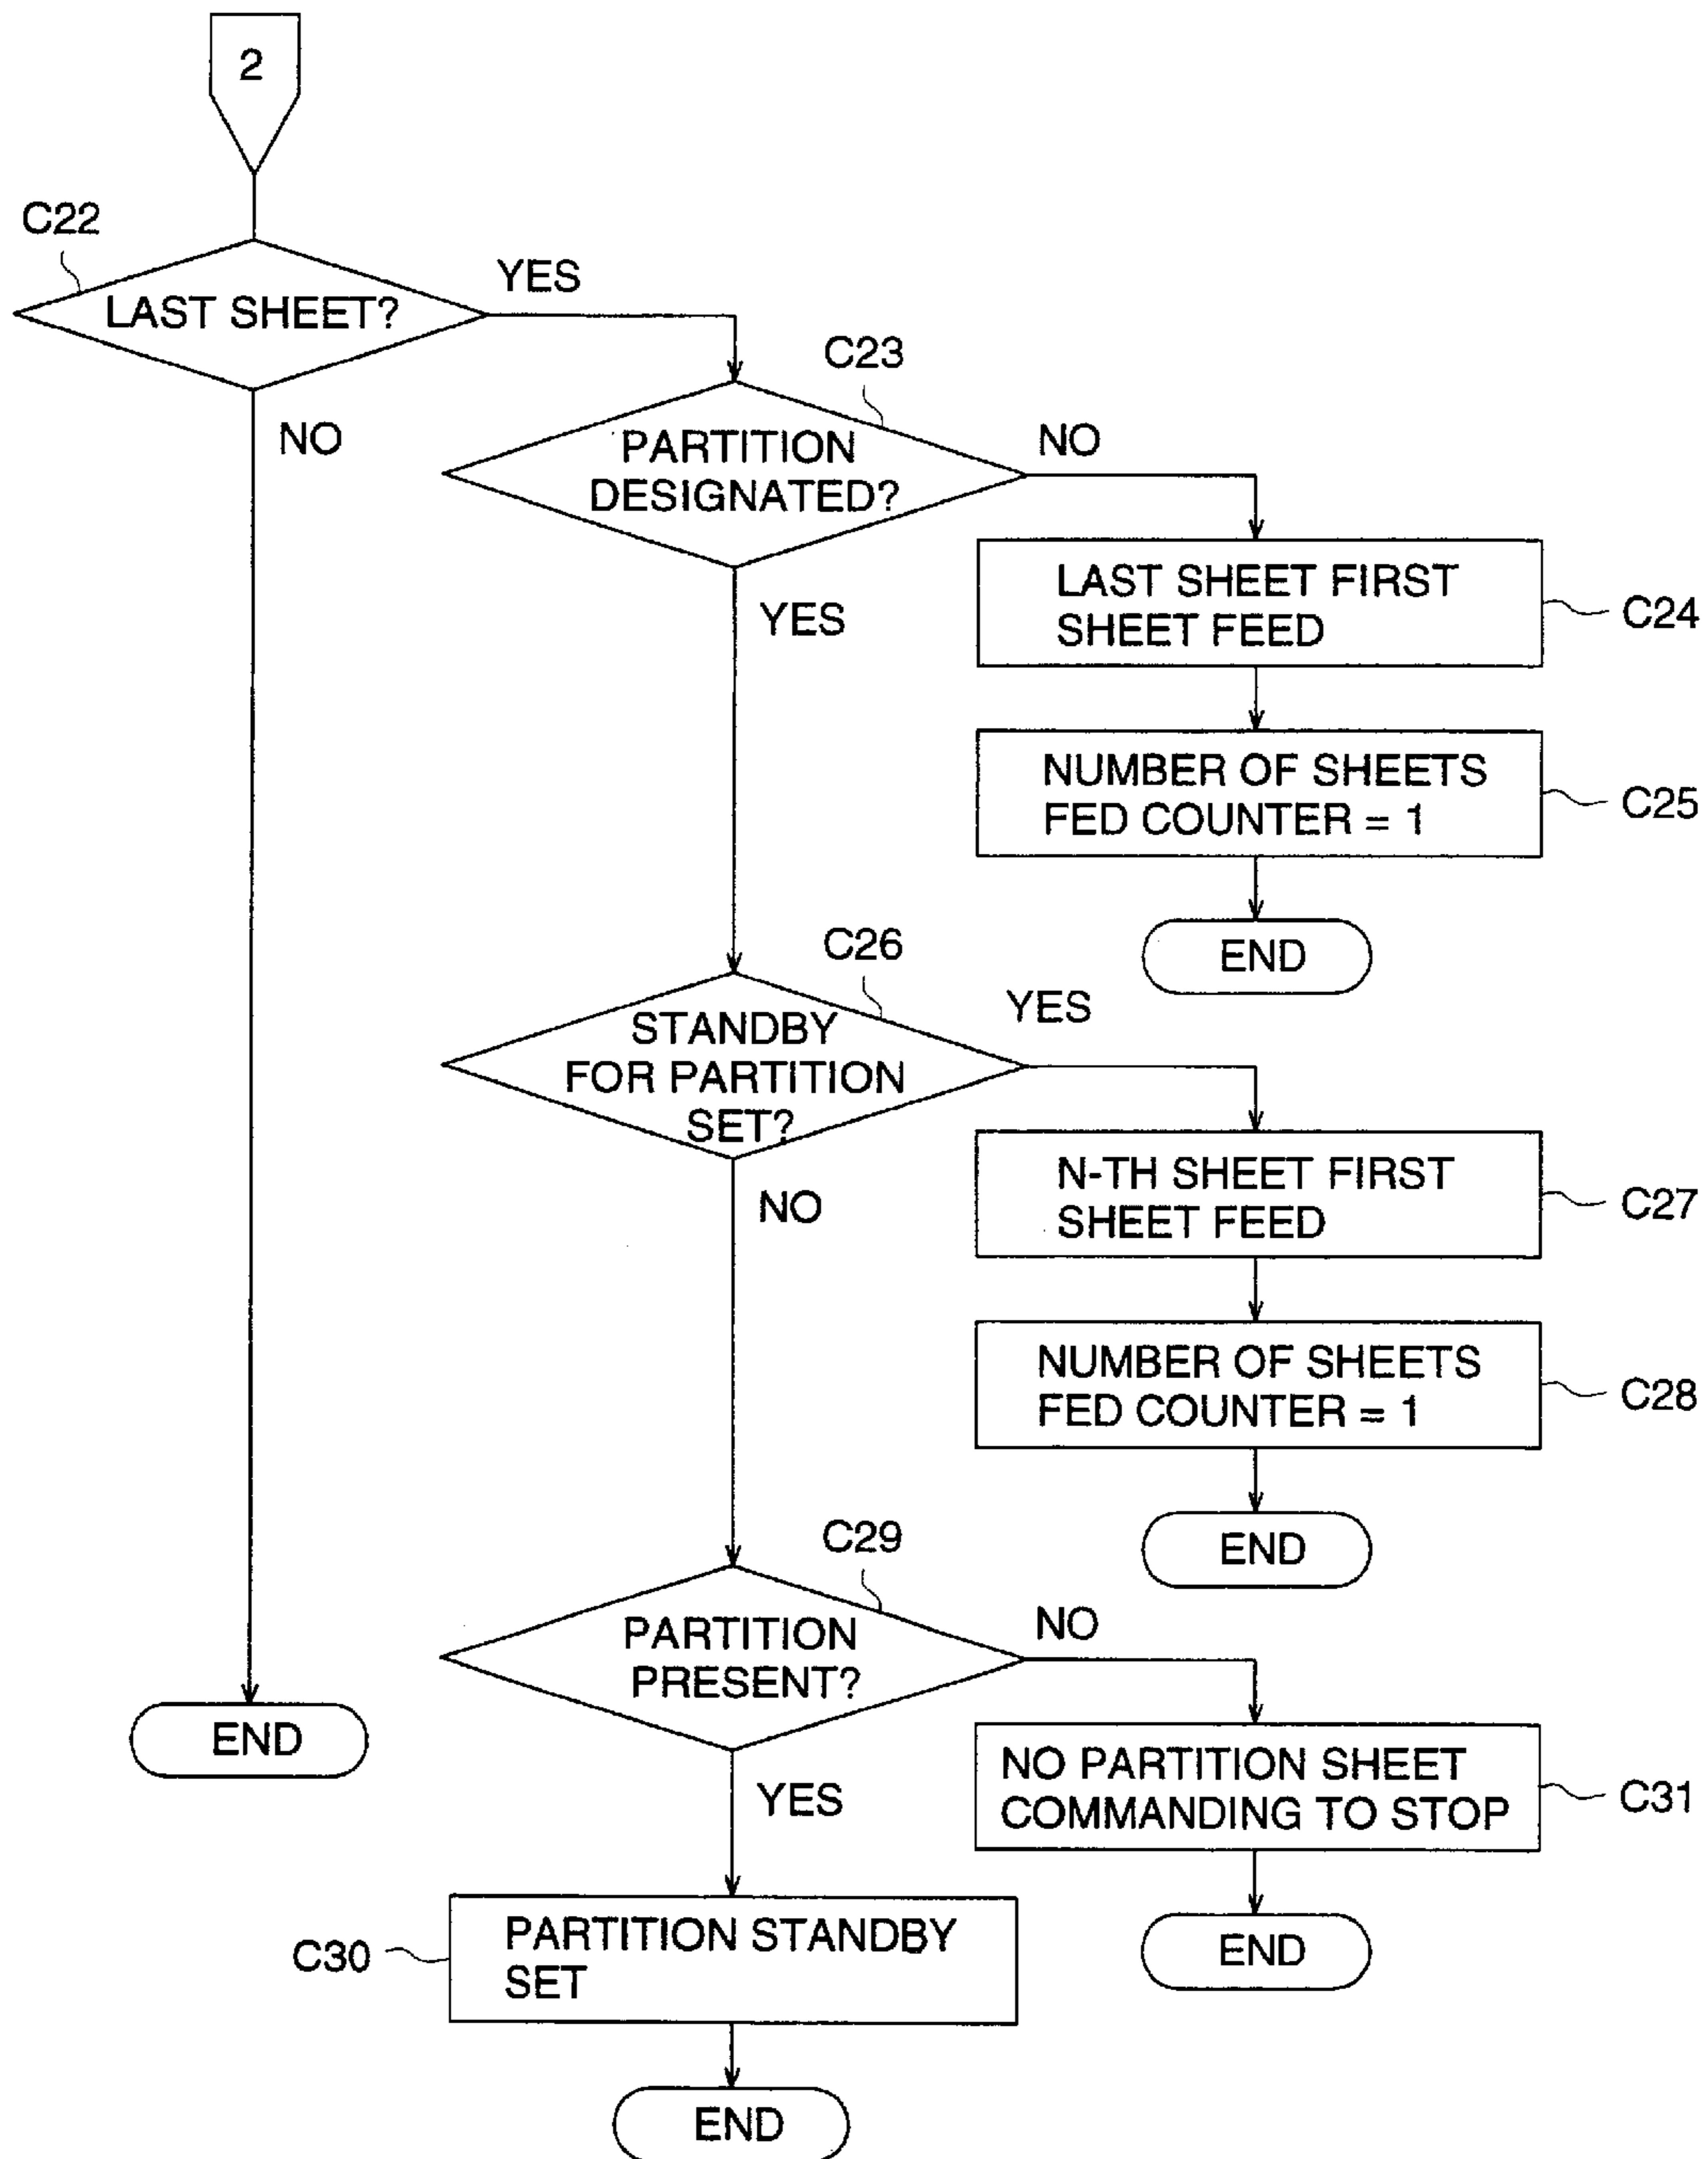 2
C22
LAST SHEET?
YES
NO
C23
PARTITION
DESIGNATED?
NO
YES
LAST SHEET FIRST
SHEET FEED
C24
NUMBER OF SHEETS
FED COUNTER = 1
C25
END
C26
STANDBY
FOR PARTITION
SET?
YES
NO
N-TH SHEET FIRST
SHEET FEED
C27
NUMBER OF SHEETS
FED COUNTER = 1
C28
END
C29
PARTITION
PRESENT?
NO
YES
END
NO PARTITION SHEET
COMMANDING TO STOP
C31
END
C30
PARTITION STANDBY
SET
END